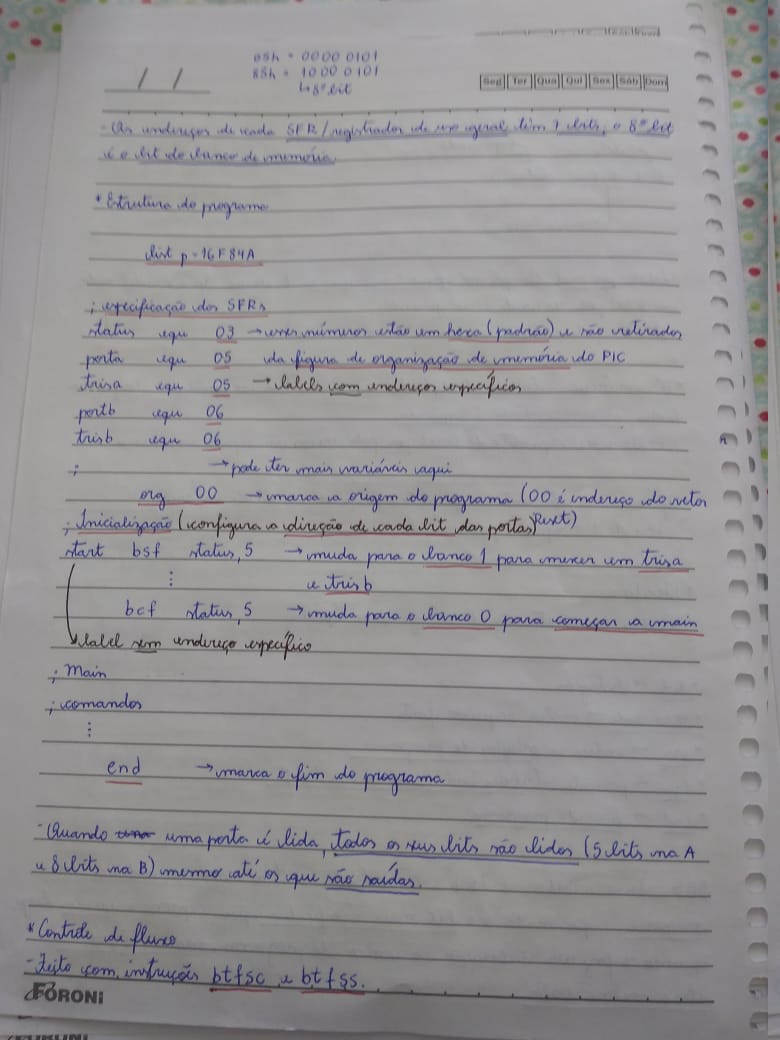 05h = 0000 0101
85h = 1000 0101
↳8º bit
/ /
Seg Ter Qua Qui Sex Sáb Dom
- Os endereços de cada SFR/registrador de uso geral têm 7 bits, o 8º bit
é o bit do banco de memória.
* Estrutura do programa
list p=16F84A
; especificação dos SFRs
status equ 03 → esses números estão em hexa (padrão) e são retirados
porta equ 05 da figura de organização de memória do PIC
trisa equ 05 → labels com endereços específicos
portb equ 06
trisb equ 06
; → pode ter mais variáveis aqui
org 00 → marca a origem do programa (00 é endereço do vetor
; Inicialização (configura a direção de cada bit das portas) Reset)
start bsf status,5 → muda para o banco 1 para mexer em trisa
⋮ e trisb
bcf status,5 → muda para o banco 0 para começar a main
label sem endereço específico
; Main
; comandos
⋮
end → marca o fim do programa
- Quando uma porta é lida, todos os seus bits são lidos (5 bits na A
e 8 bits na B) mesmo até os que são saídas.
* Controle de fluxo
- Feito com instruções btfsc e btfss.
FORONI